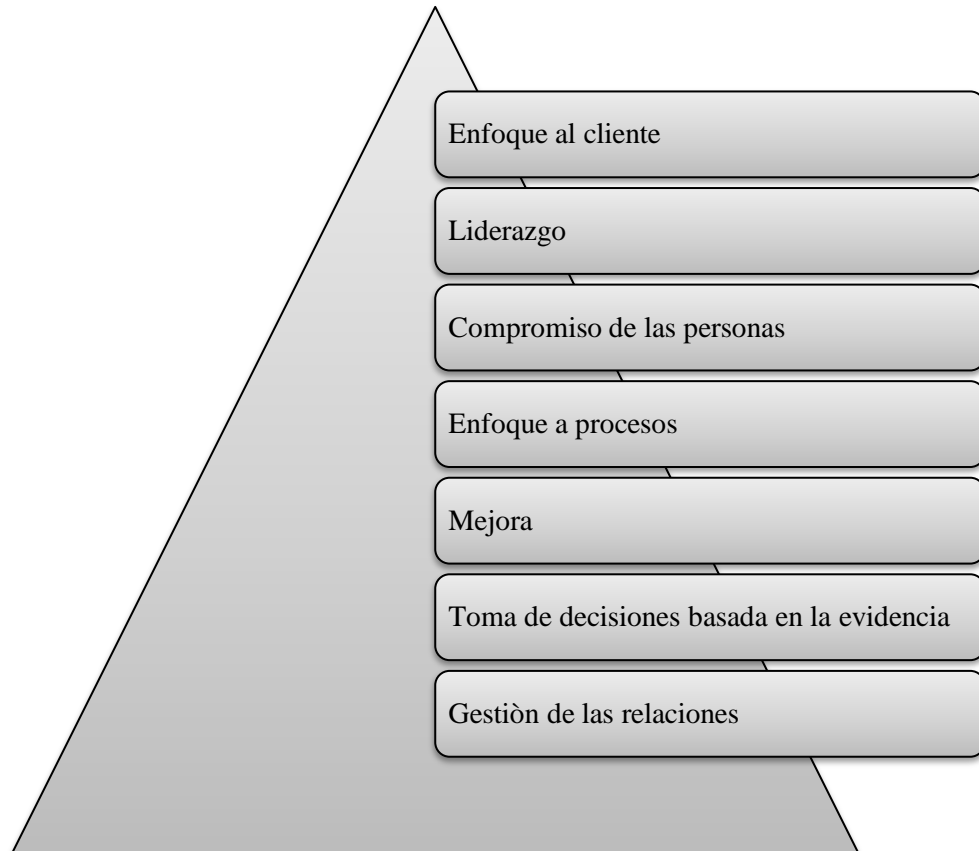 Enfoque al cliente
Liderazgo
Compromiso de las personas
Enfoque a procesos
Mejora
Toma de decisiones basada en la evidencia
Gestiòn de las relaciones